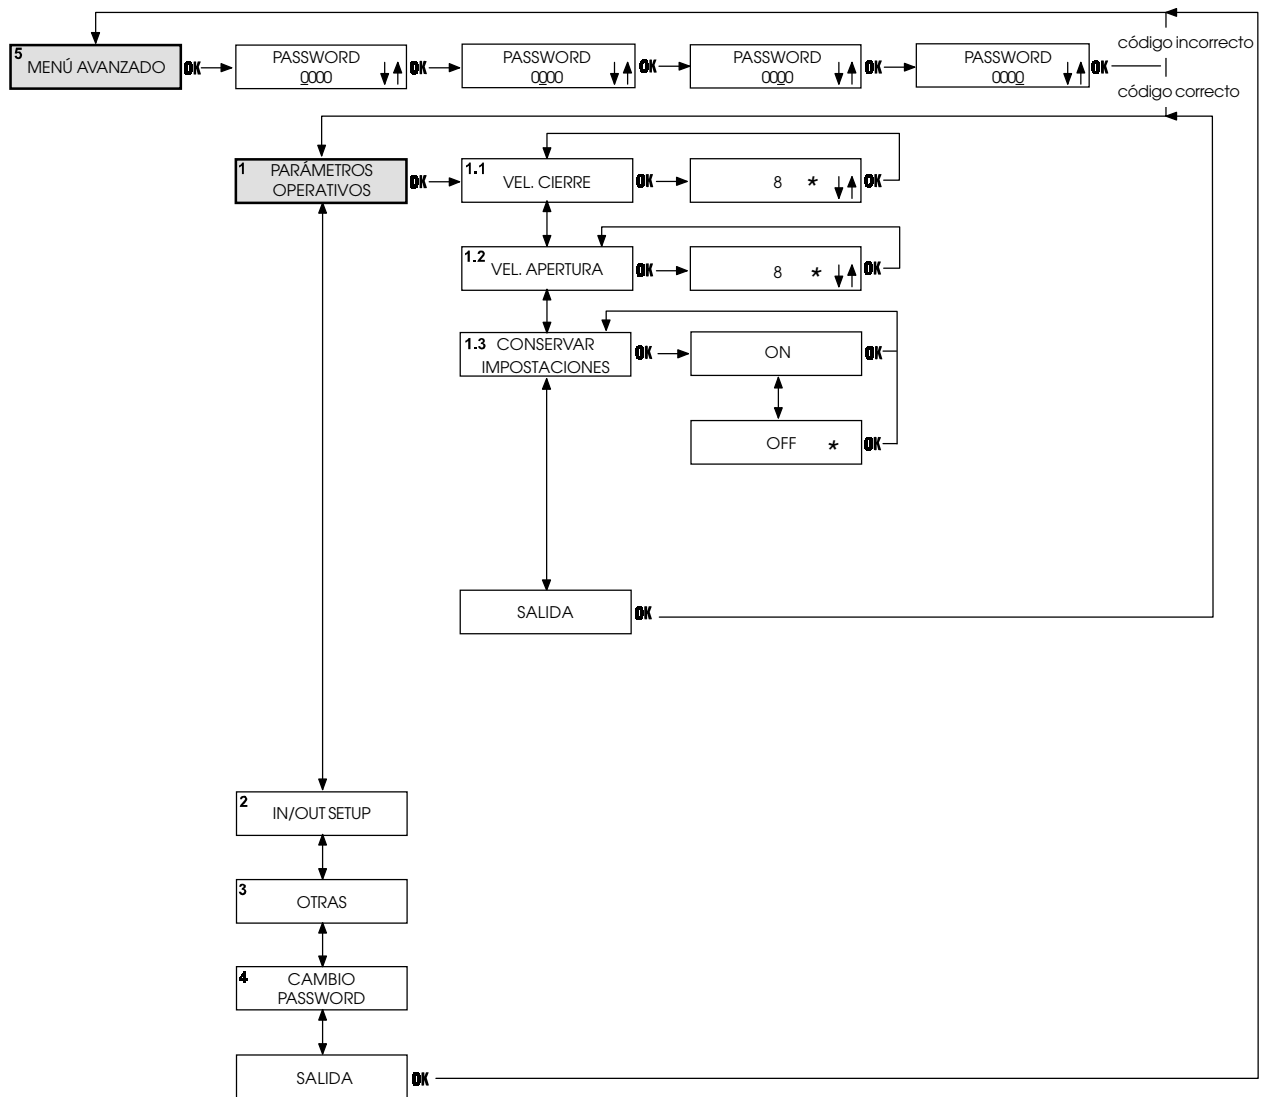 5 MENÚ AVANZADO OK
PASSWORD
0000 OK
PASSWORD
0000 OK
PASSWORD
0000 OK
PASSWORD
0000 OK
código incorrecto
código correcto
1 PARÁMETROS
OPERATIVOS OK
1.1 VEL. CIERRE OK
8 * OK
1.2 VEL. APERTURA OK
8 * OK
1.3 CONSERVAR
IMPOSTACIONES OK
ON OK
OFF * OK
SALIDA OK
2 IN/OUT SETUP
3 OTRAS
4 CAMBIO
PASSWORD
SALIDA OK